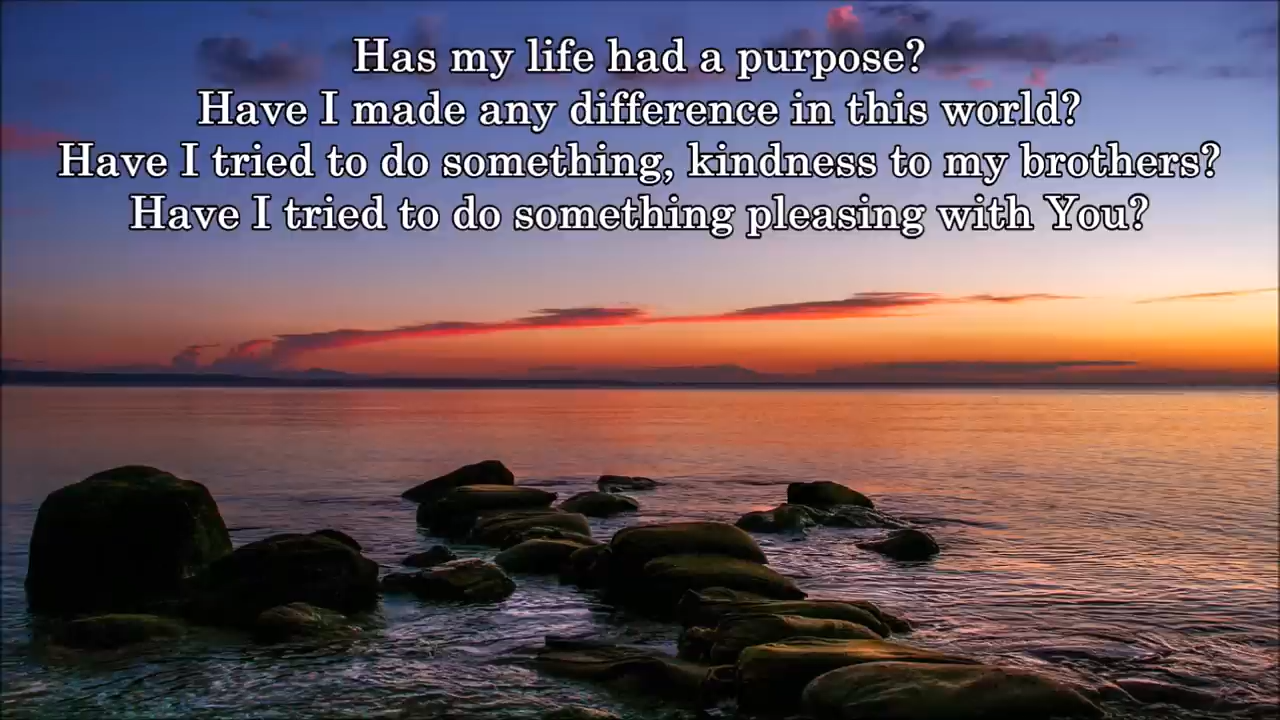 Has my life had a purpose?
Have I made any difference in this world?
Have I tried to do something, kindness to my brothers?
Have I tried to do something pleasing with You?